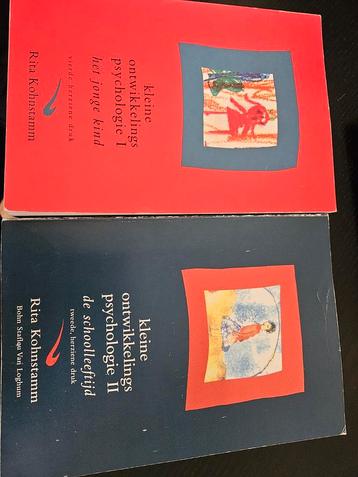 kleine
ontwikkelings
psychologie I
het jonge kind
vierde herziene druk
Rita Kohnstamm
kleine
ontwikkelings
psychologie II
de schoolleeftijd
tweede, herziene druk
Rita Kohnstamm
Bohn Stafleu Van Loghum